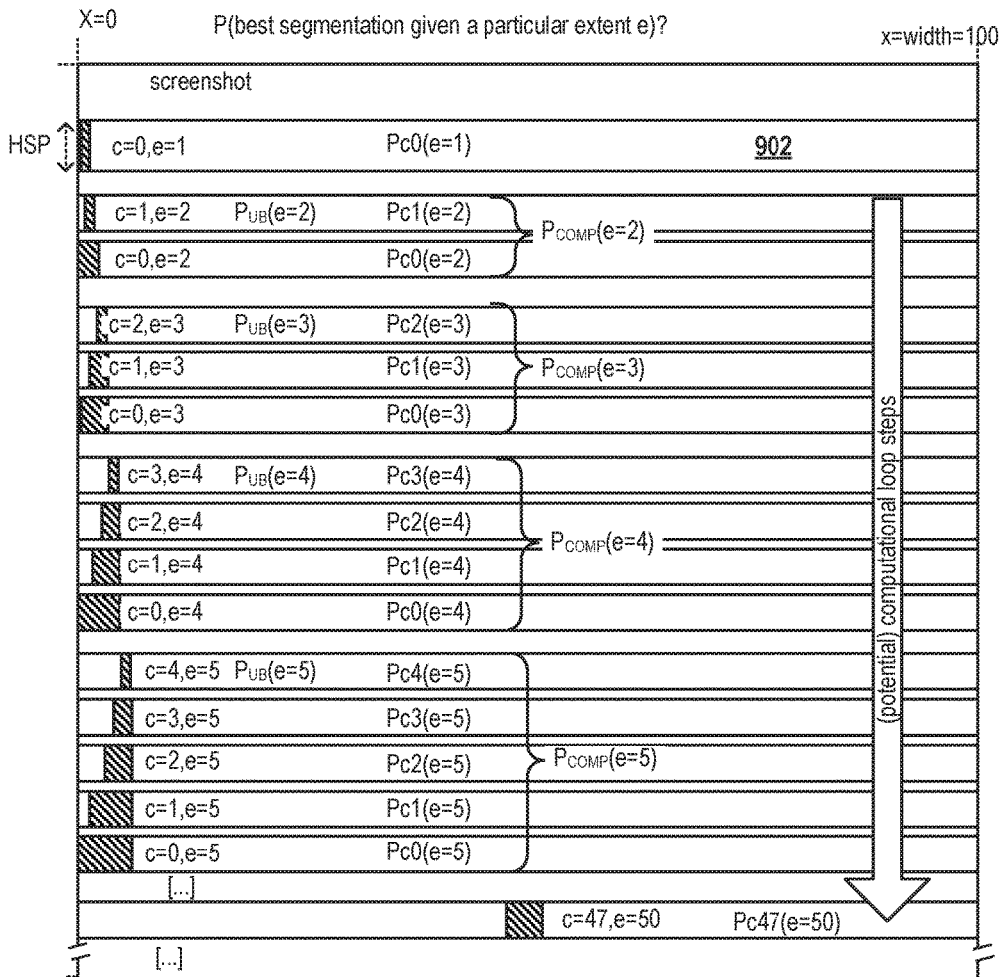 X=0
P(best segmentation given a particular extent e)?
x=width=100
screenshot
HSP
c=0,e=1 Pc0(e=1) 902
c=1,e=2 PUB(e=2) Pc1(e=2)
PCOMP(e=2)
c=0,e=2 Pc0(e=2)
c=2,e=3 PUB(e=3) Pc2(e=3)
c=1,e=3 Pc1(e=3) PCOMP(e=3)
c=0,e=3 Pc0(e=3)
c=3,e=4 PUB(e=4) Pc3(e=4)
c=2,e=4 Pc2(e=4)
PCOMP(e=4)
c=1,e=4 Pc1(e=4)
c=0,e=4 Pc0(e=4)
c=4,e=5 PUB(e=5) Pc4(e=5)
c=3,e=5 Pc3(e=5)
c=2,e=5 Pc2(e=5) PCOMP(e=5)
c=1,e=5 Pc1(e=5)
c=0,e=5 Pc0(e=5)
(potential) computational loop steps
[...]
c=47,e=50 Pc47(e=50)
[...]